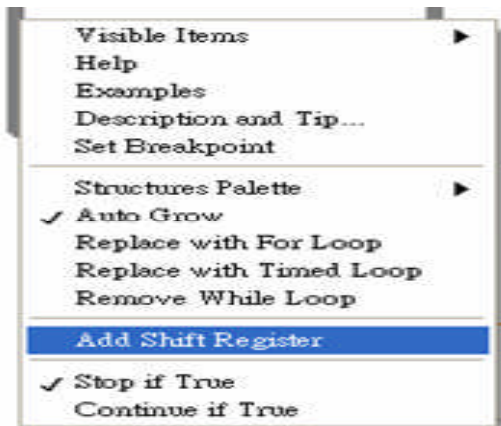 Visible Items
Help
Examples
Description and Tip...
Set Breakpoint
Structures Palette
Auto Grow
Replace with For Loop
Replace with Timed Loop
Remove While Loop
Add Shift Register
Stop if True
Continue if True